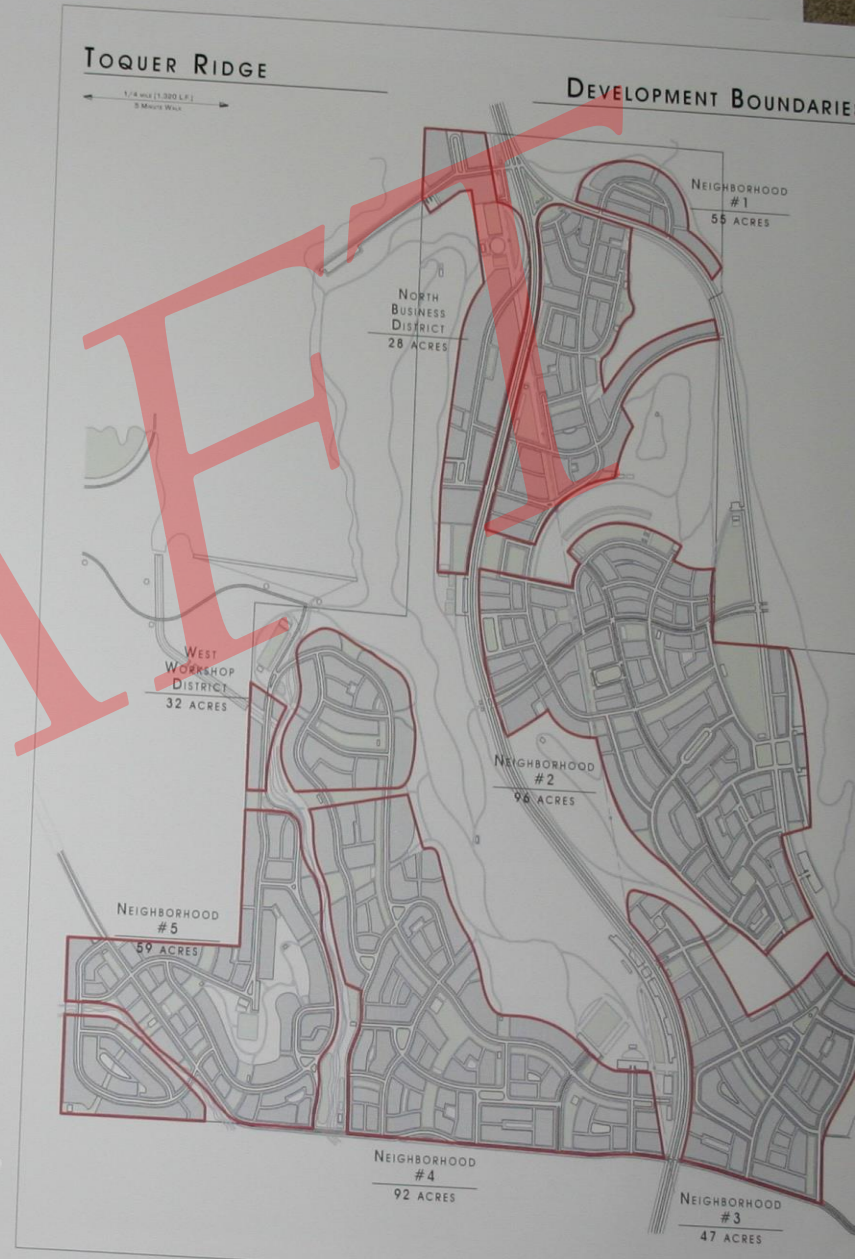 TOQUER RIDGE
1/4 MILE (1,320 L.F.)
5 MINUTE WALK
DEVELOPMENT BOUNDARIE
NEIGHBORHOOD
#1
55 ACRES
NORTH
BUSINESS
DISTRICT
28 ACRES
WEST
WORKSHOP
DISTRICT
32 ACRES
NEIGHBORHOOD
#2
96 ACRES
NEIGHBORHOOD
#5
59 ACRES
NEIGHBORHOOD
#4
92 ACRES
NEIGHBORHOOD
#3
47 ACRES
FT